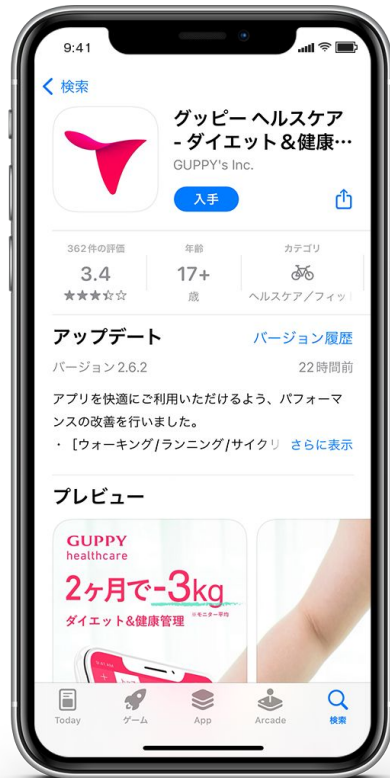 9:41
検索
グッピー ヘルスケア
- ダイエット&健康…
GUPPY's Inc.
入手
362件の評価
年齢
カテゴリ
3.4
17+
★★★☆☆
歳
ヘルスケア/フィッ
アップデート
バージョン履歴
バージョン 2.6.2
22時間前
アプリを快適にご利用いただけるよう、パフォーマ
ンスの改善を行いました。
・［ウォーキング/ランニング/サイクリ
さらに表示
プレビュー
GUPPY
healthcare
2ヶ月で-3kg
※モニター平均
ダイエット&健康管理
Today
ゲーム
App
Arcade
検索